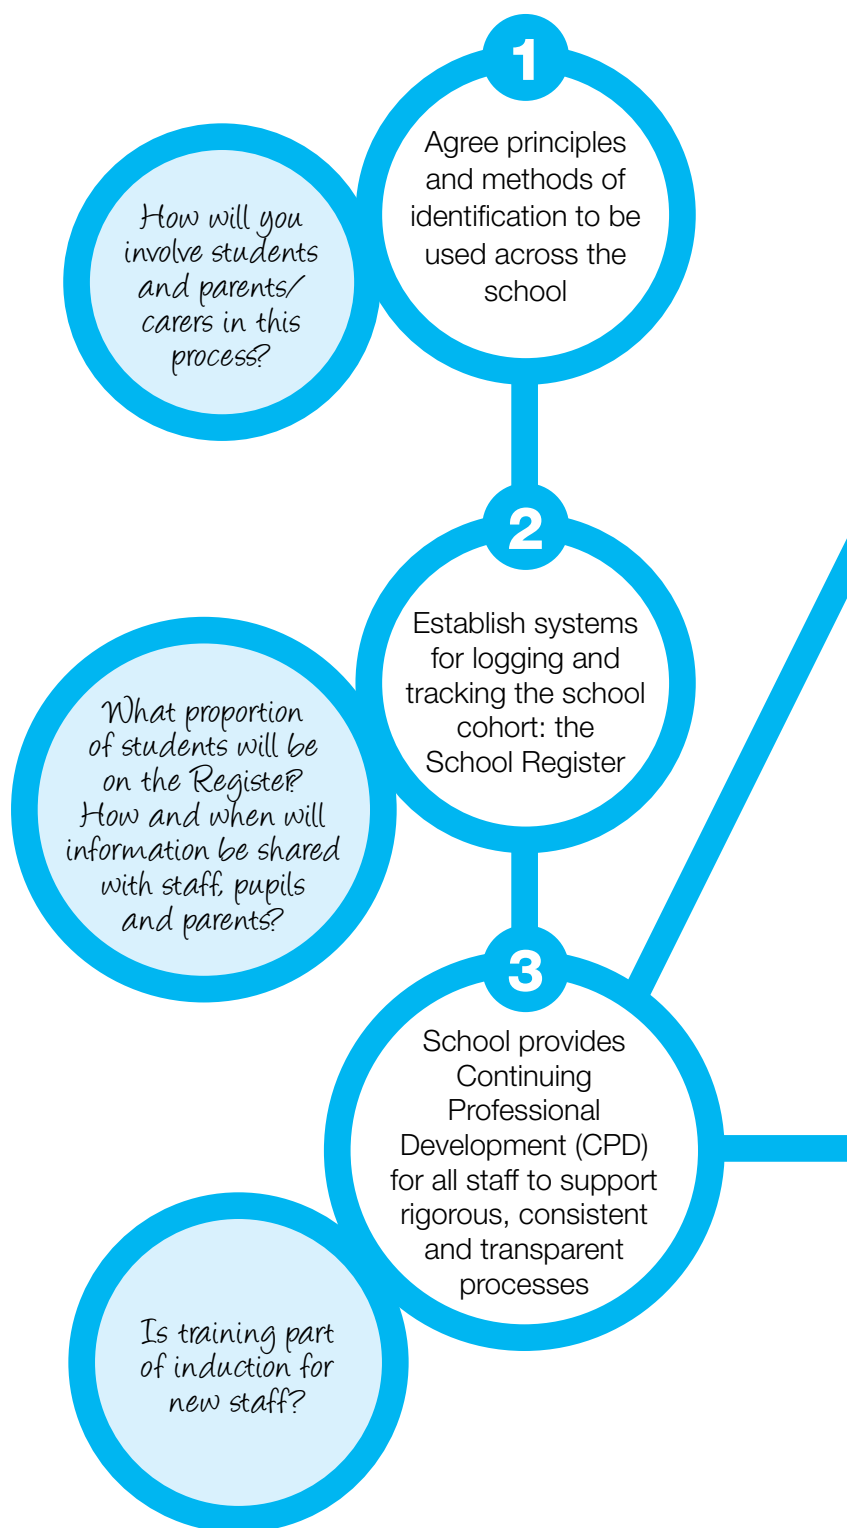 1
Agree principles
and methods of
identification to be
used across the
school
How will you
involve students
and parents/
carers in this
process?
2
Establish systems
for logging and
tracking the school
cohort: the
School Register
What proportion
of students will be
on the Register?
How and when will
information be shared
with staff, pupils
and parents?
3
School provides
Continuing
Professional
Development (CPD)
for all staff to support
rigorous, consistent
and transparent
processes
Is training part
of induction for
new staff?